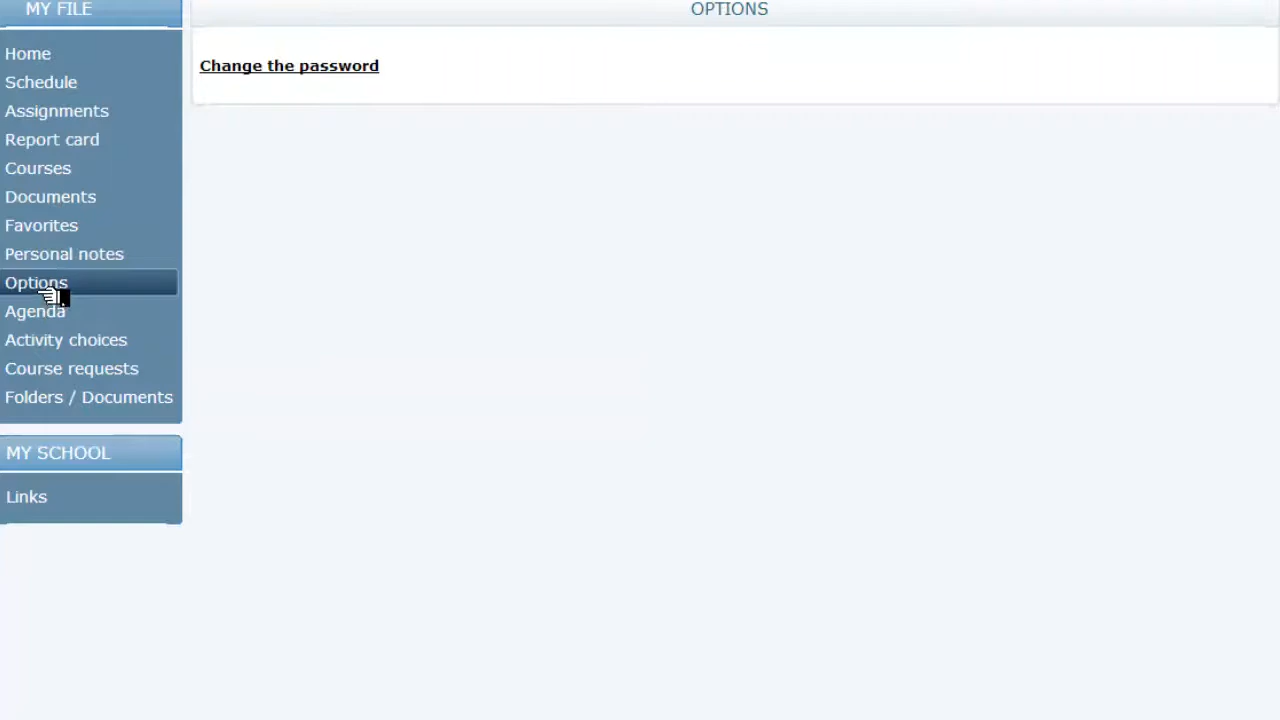 MY FILE
Home
Schedule
Assignments
Report card
Courses
Documents
Favorites
Personal notes
Options
Agenda
Activity choices
Course requests
Folders / Documents
MY SCHOOL
Links
OPTIONS
Change the password